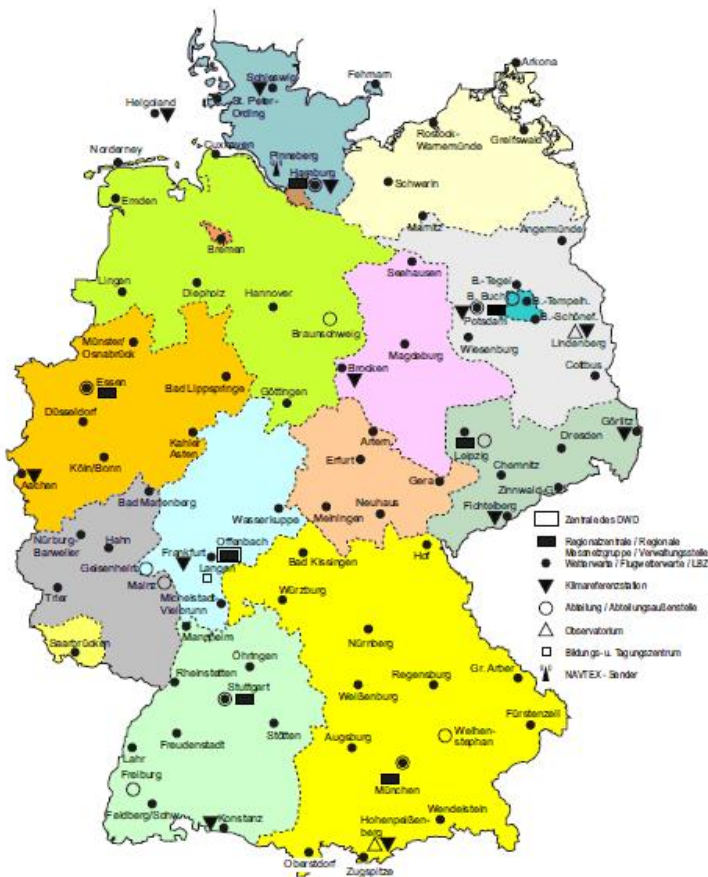 Arkona
Schleswig
Fehmarn
Helgoland
St. Peter-
Ording
Rostock-
Warnemünde
Greifswald
Cuxhaven
Pinneberg
Norderney
Hamburg
Schwerin
Emden
Marnitz
Angermünde
Bremen
Seehausen
B.-Tegel
Lingen
Diepholz
Hannover
B. Buch
B.-Tempelh.
Potsdam
B.-Schönef.
Braunschweig
Lindenberg
Münster/
Osnabrück
Magdeburg
Wiesenburg
Brocken
Cottbus
Essen
Bad Lippspringe
Göttingen
Düsseldorf
Görlitz
Kahler
Asten
Artern
Leipzig
Dresden
Köln/Bonn
Erfurt
Chemnitz
Aachen
Gera
Bad Marienberg
Wasserkuppe
Meiningen
Neuhaus
Fichtelberg
Zentrale des DWD
Nürburg-
Barweiler
Hahn
Frankfurt
Offenbach
Regionalzentrale / Regionale
Messnetzgruppe / Verwaltungsstelle
Geisenheim
Langen
Bad Kissingen
Hof
Wetterwarte / Flugwetterwarte / LBZ
Trier
Mainz
Michelstadt-
Vielbrunn
Würzburg
Klimareferenzstation
Abteilung / Abteilungsaußenstelle
Mannheim
Saarbrücken
Nürnberg
Observatorium
Öhringen
Bildungs- u. Tagungszentrum
Rheinstetten
Gr. Arber
NAVTEX - Sender
Stuttgart
Weißenburg
Regensburg
Fürstenzell
Stötten
Freudenstadt
Augsburg
Weihen-
stephan
Lahr
Freiburg
München
Feldberg/Schw.
Konstanz
Hohenpeißen-
berg
Wendelstein
Oberstdorf
Zugspitze